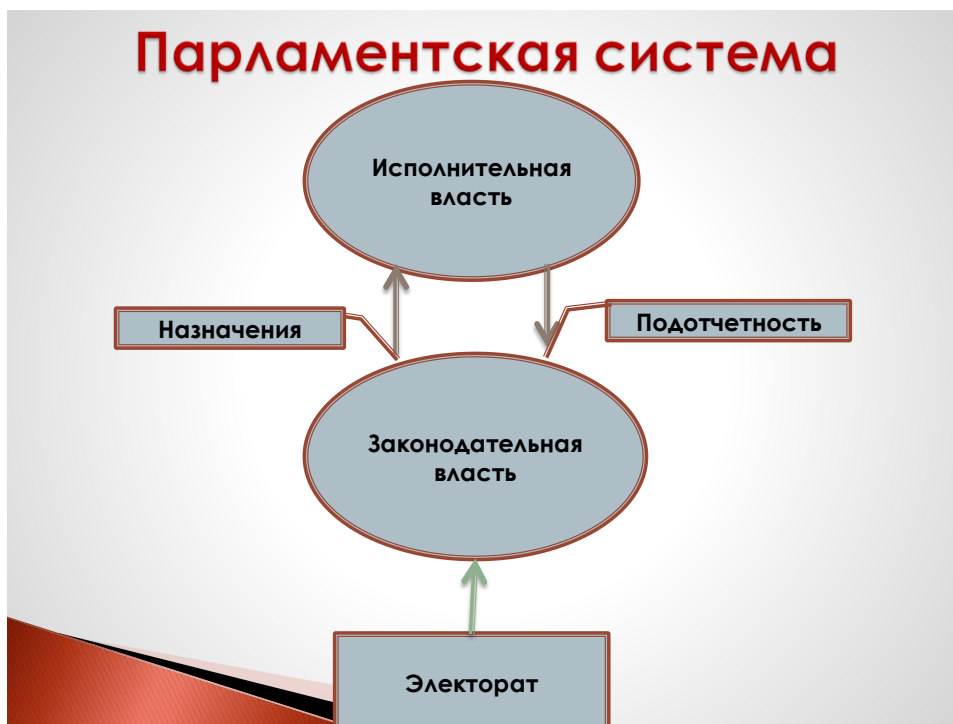 Парламентская система
Исполнительная
власть
Назначения
Подотчетность
Законодательная
власть
Электорат